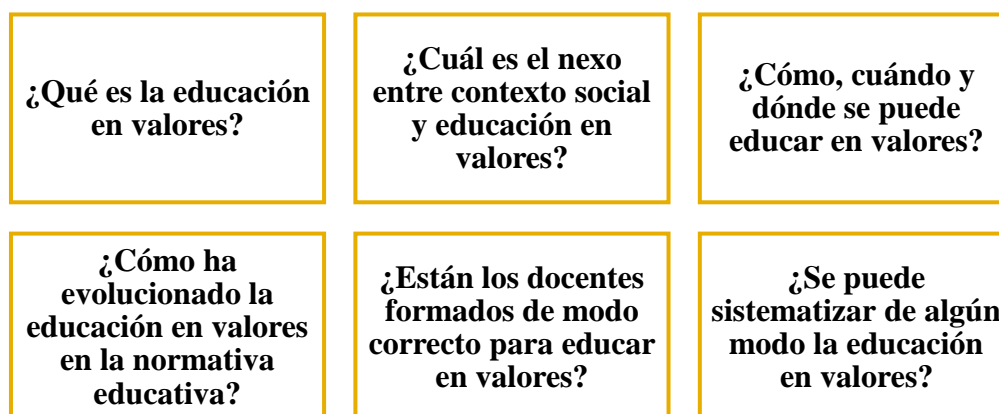 ¿Qué es la educación
en valores?
¿Cuál es el nexo
entre contexto social
y educación en
valores?
¿Cómo, cuándo y
dónde se puede
educar en valores?
¿Cómo ha
evolucionado la
educación en valores
en la normativa
educativa?
¿Están los docentes
formados de modo
correcto para educar
en valores?
¿Se puede
sistematizar de algún
modo la educación
en valores?